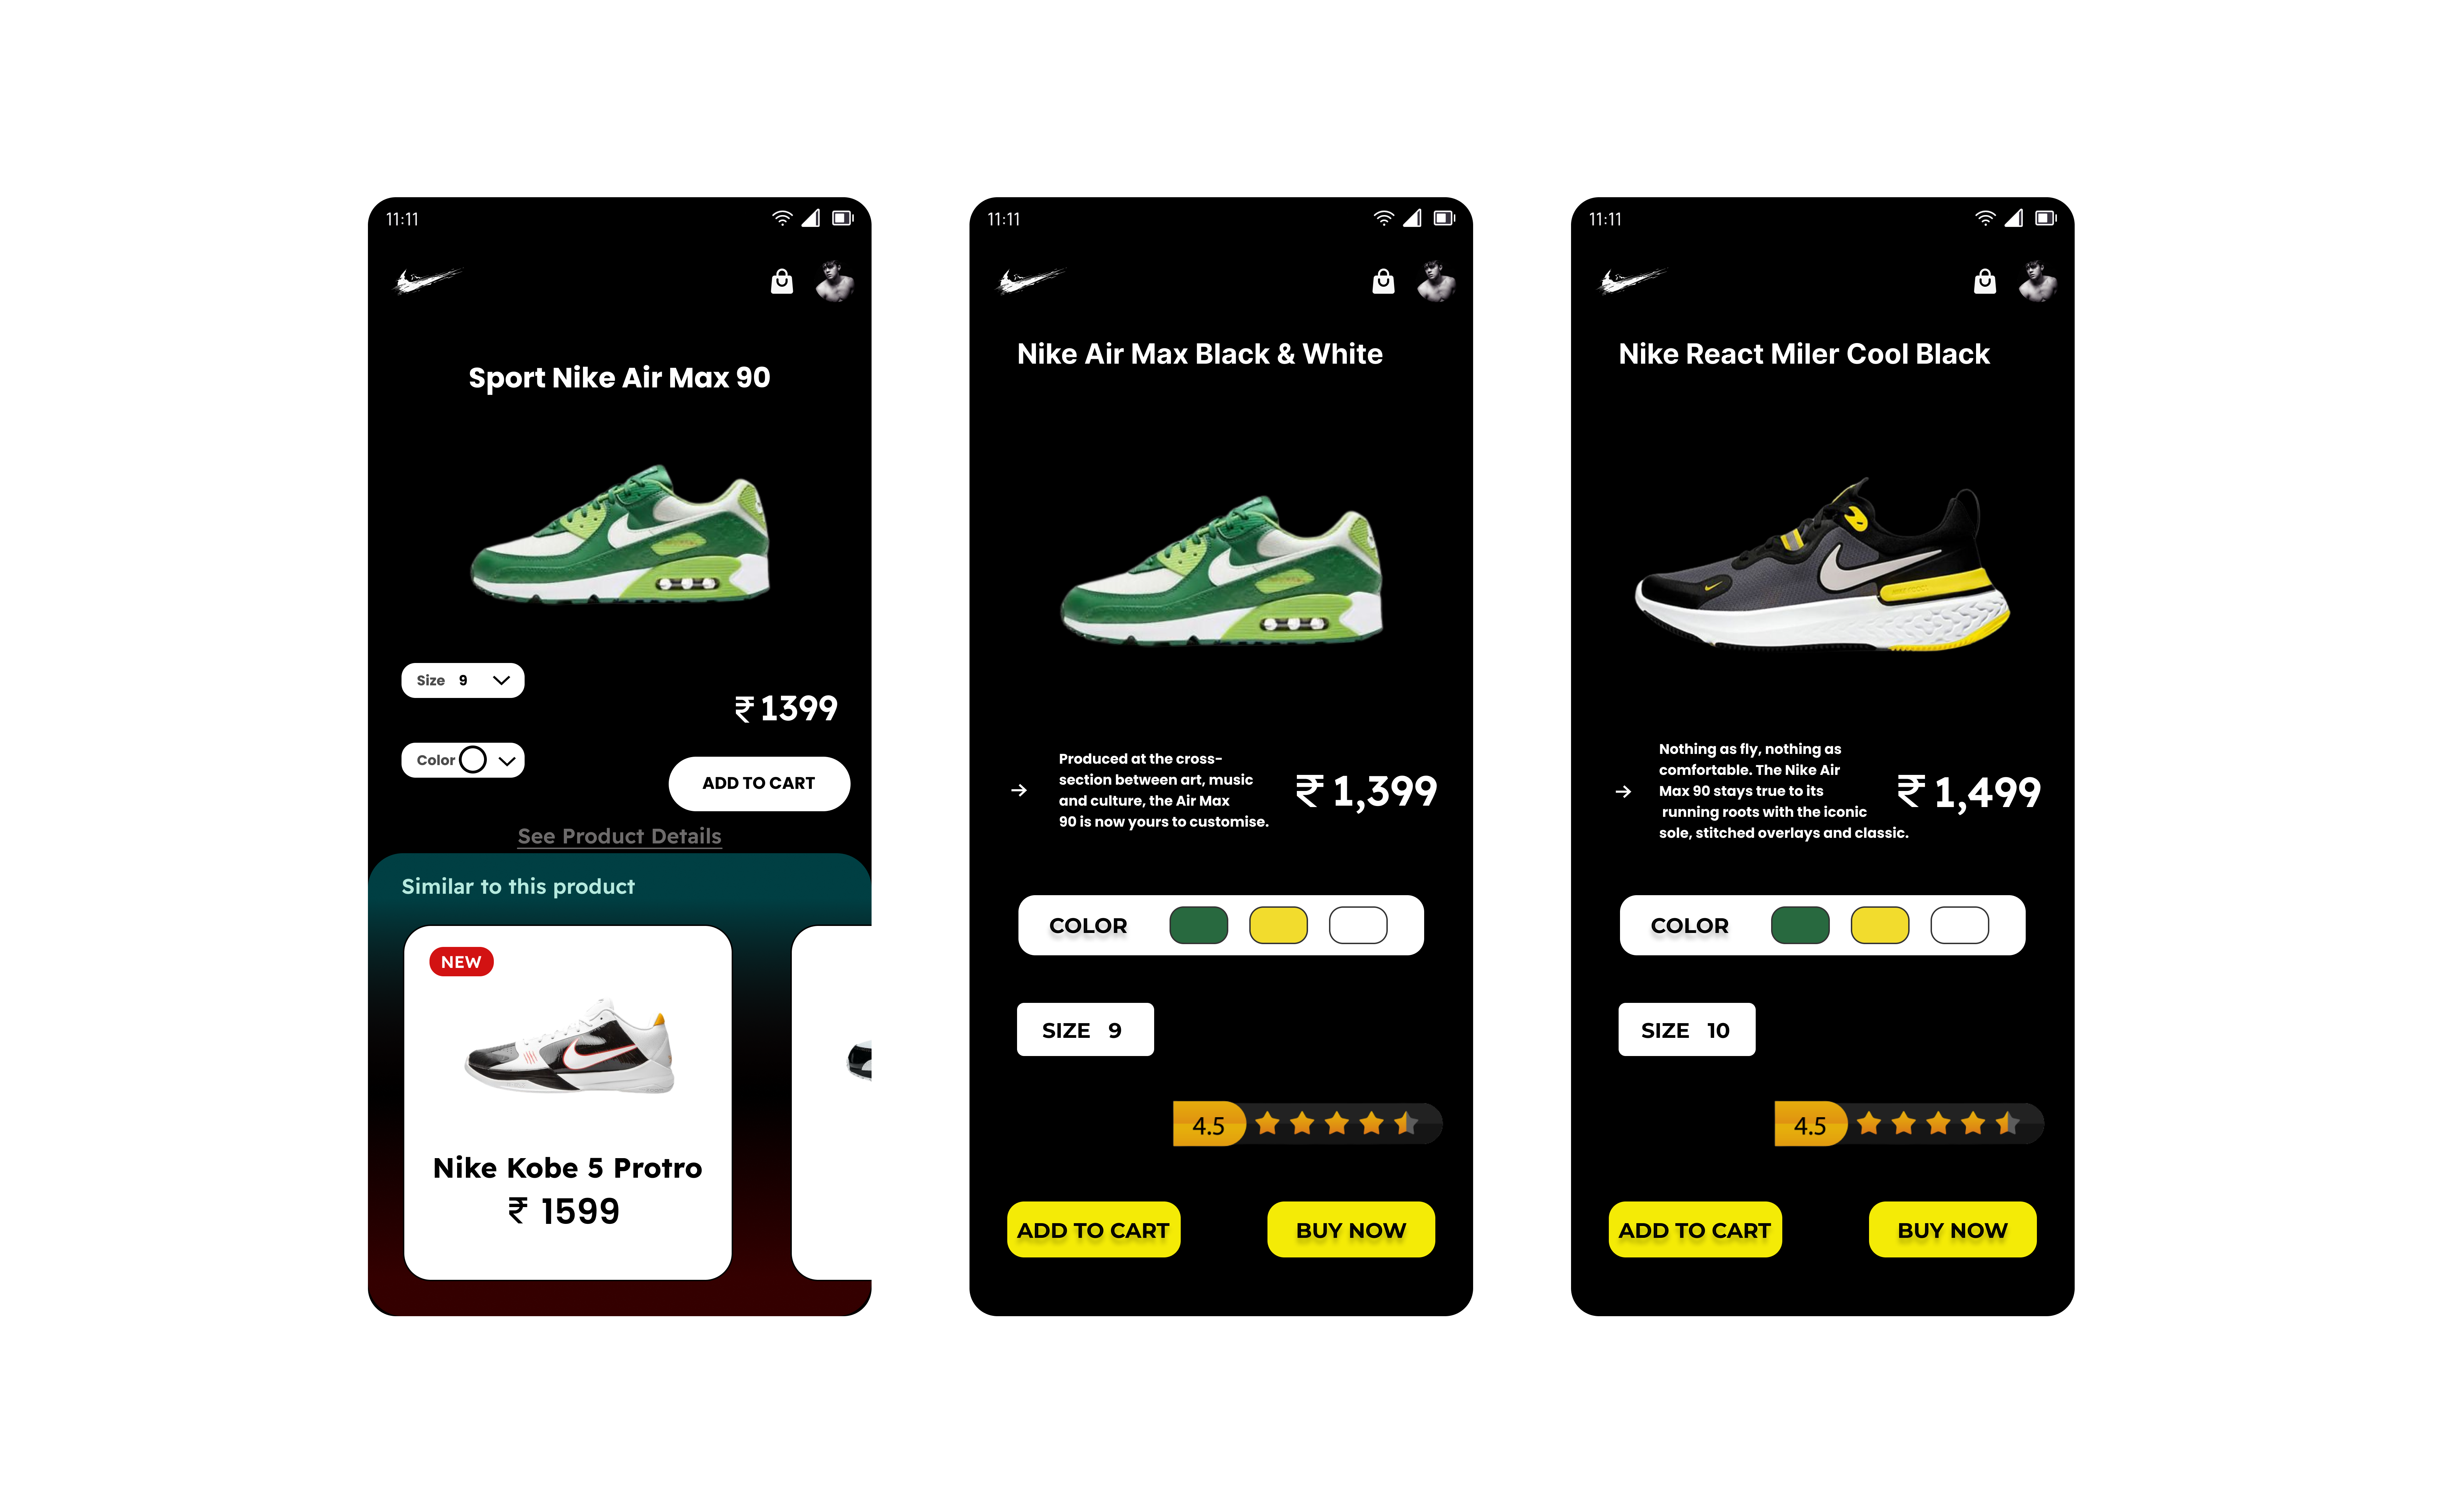 11:11
Sport Nike Air Max 90
Size 9
₹ 1399
Color
ADD TO CART
See Product Details
Similar to this product
NEW
Nike Kobe 5 Protro
₹ 1599
11:11
Nike Air Max Black & White
Produced at the cross-
section between art, music
and culture, the Air Max
90 is now yours to customise.
₹ 1,399
COLOR
SIZE 9
4.5
ADD TO CART
BUY NOW
11:11
Nike React Miler Cool Black
Nothing as fly, nothing as
comfortable. The Nike Air
Max 90 stays true to its
running roots with the iconic
sole, stitched overlays and classic.
₹ 1,499
COLOR
SIZE 10
4.5
ADD TO CART
BUY NOW